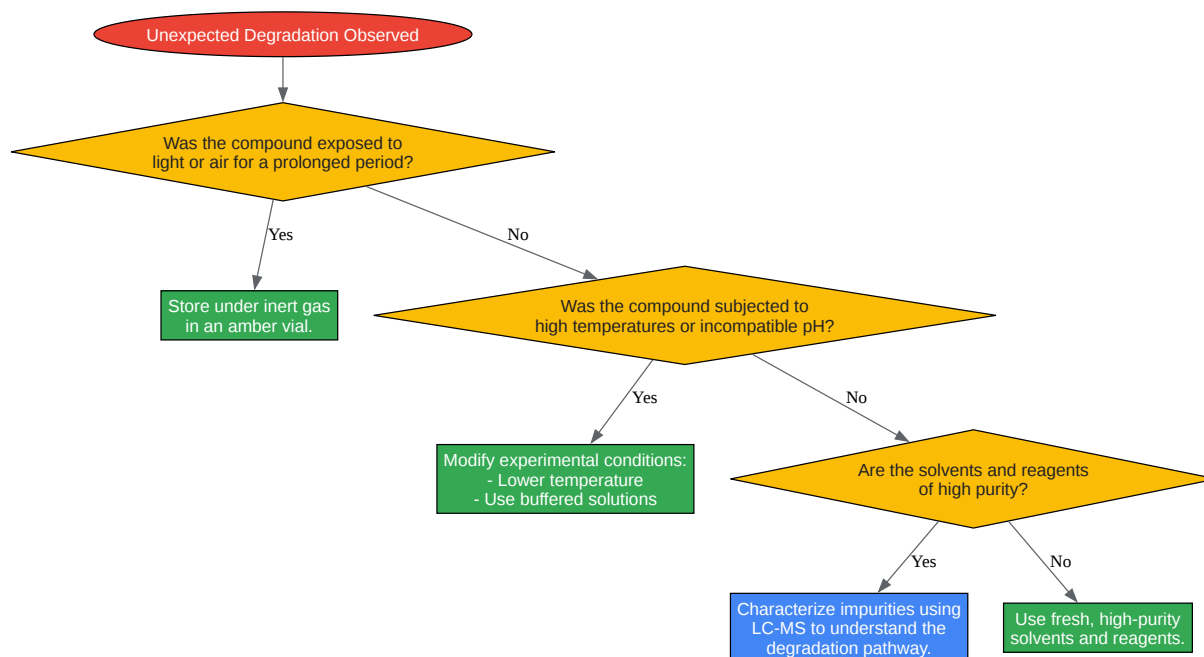 Unexpected Degradation Observed
Was the compound exposed to
light or air for a prolonged period?
Yes
No
Store under inert gas
in an amber vial.
Was the compound subjected to
high temperatures or incompatible pH?
Yes
No
Modify experimental conditions:
- Lower temperature
- Use buffered solutions
Are the solvents and reagents
of high purity?
Yes
No
Characterize impurities using
LC-MS to understand the
degradation pathway.
Use fresh, high-purity
solvents and reagents.